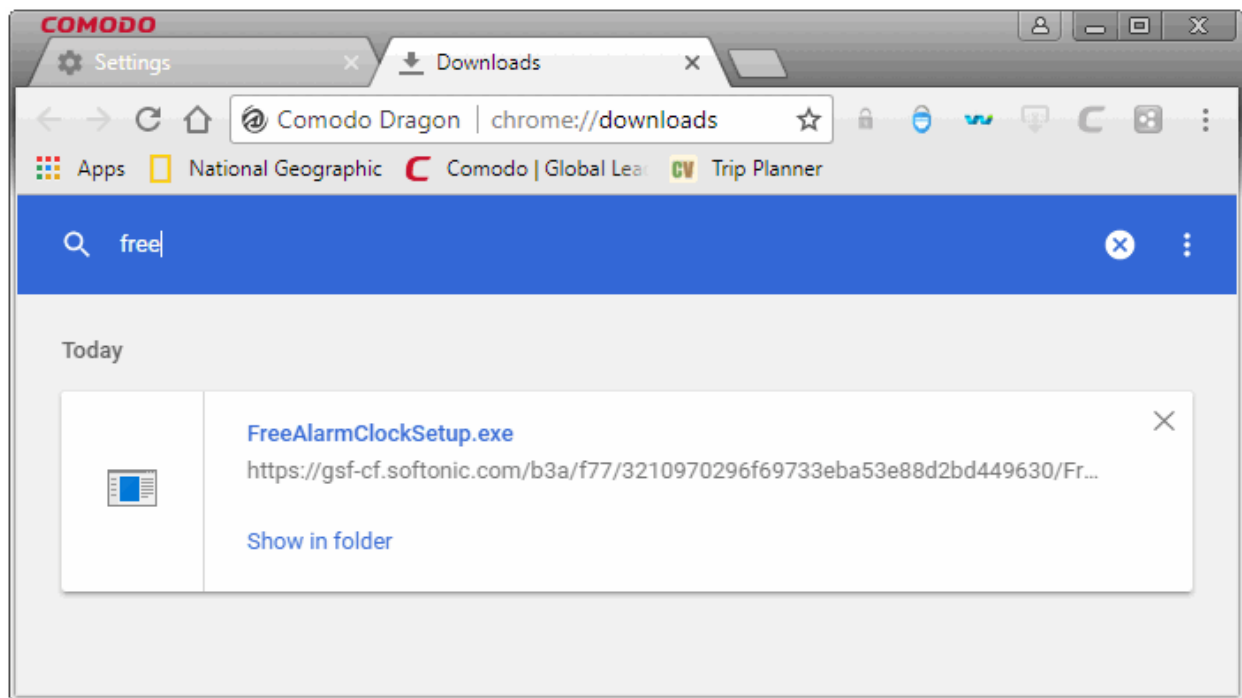 COMODO
Settings
Downloads
Comodo Dragon | chrome://downloads
Apps National Geographic Comodo | Global Lea CV Trip Planner
free
Today
FreeAlarmClockSetup.exe
https://gsf-cf.softonic.com/b3a/f77/3210970296f69733eba53e88d2bd449630/Fr...
Show in folder